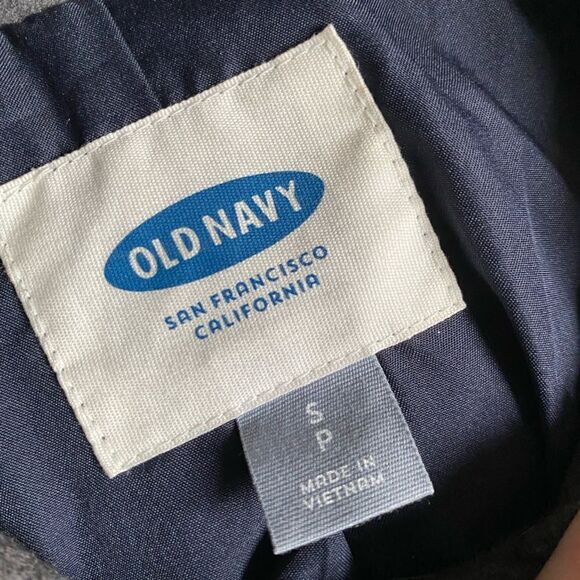 OLD NAVY
SAN FRANCISCO
CALIFORNIA
S
P
MADE IN
VIETNAM